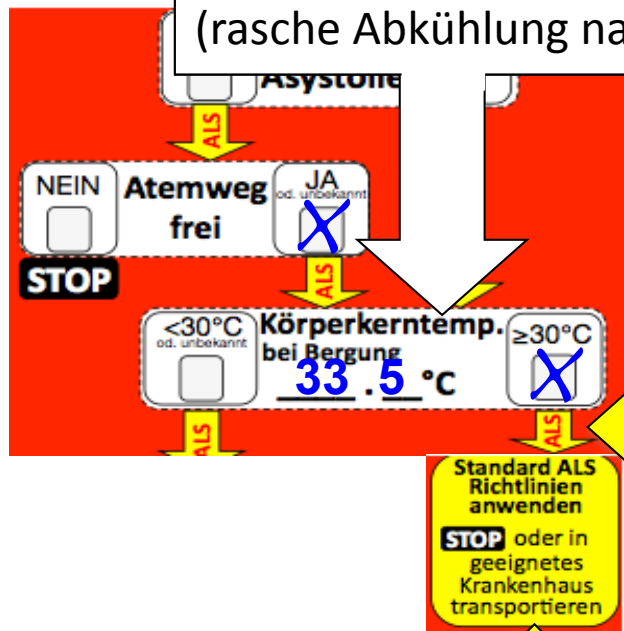 (rasche Abkühlung na
Asystolie
ALS
NEIN
Atemweg
frei
JA
od. unbekannt
X
STOP
ALS
<30°C
od. unbekannt
Körperkerntemp.
bei Bergung
33.5 °C
≥30°C
X
ALS
ALS
Standard ALS
Richtlinien
anwenden
STOP oder in
geeignetes
Krankenhaus
transportieren